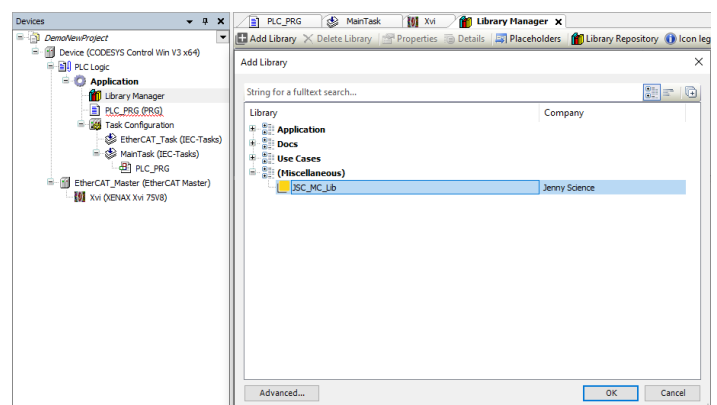 Devices
DemoNewProject
Device (CODESYS Control Win V3 x64)
PLC Logic
Application
Library Manager
PLC_PRG (PRG)
Task Configuration
EtherCAT_Task (IEC-Tasks)
MainTask (IEC-Tasks)
PLC_PRG
EtherCAT_Master (EtherCAT Master)
Xvi (XENAX Xvi 75V8)
PLC_PRG MainTask Xvi Library Manager
Add Library Delete Library Properties Details Placeholders Library Repository Icon leg
Add Library
String for a fulltext search...
Library Company
Application
Docs
Use Cases
(Miscellaneous)
JSC_MC_Lib Jenny Science
Advanced... OK Cancel